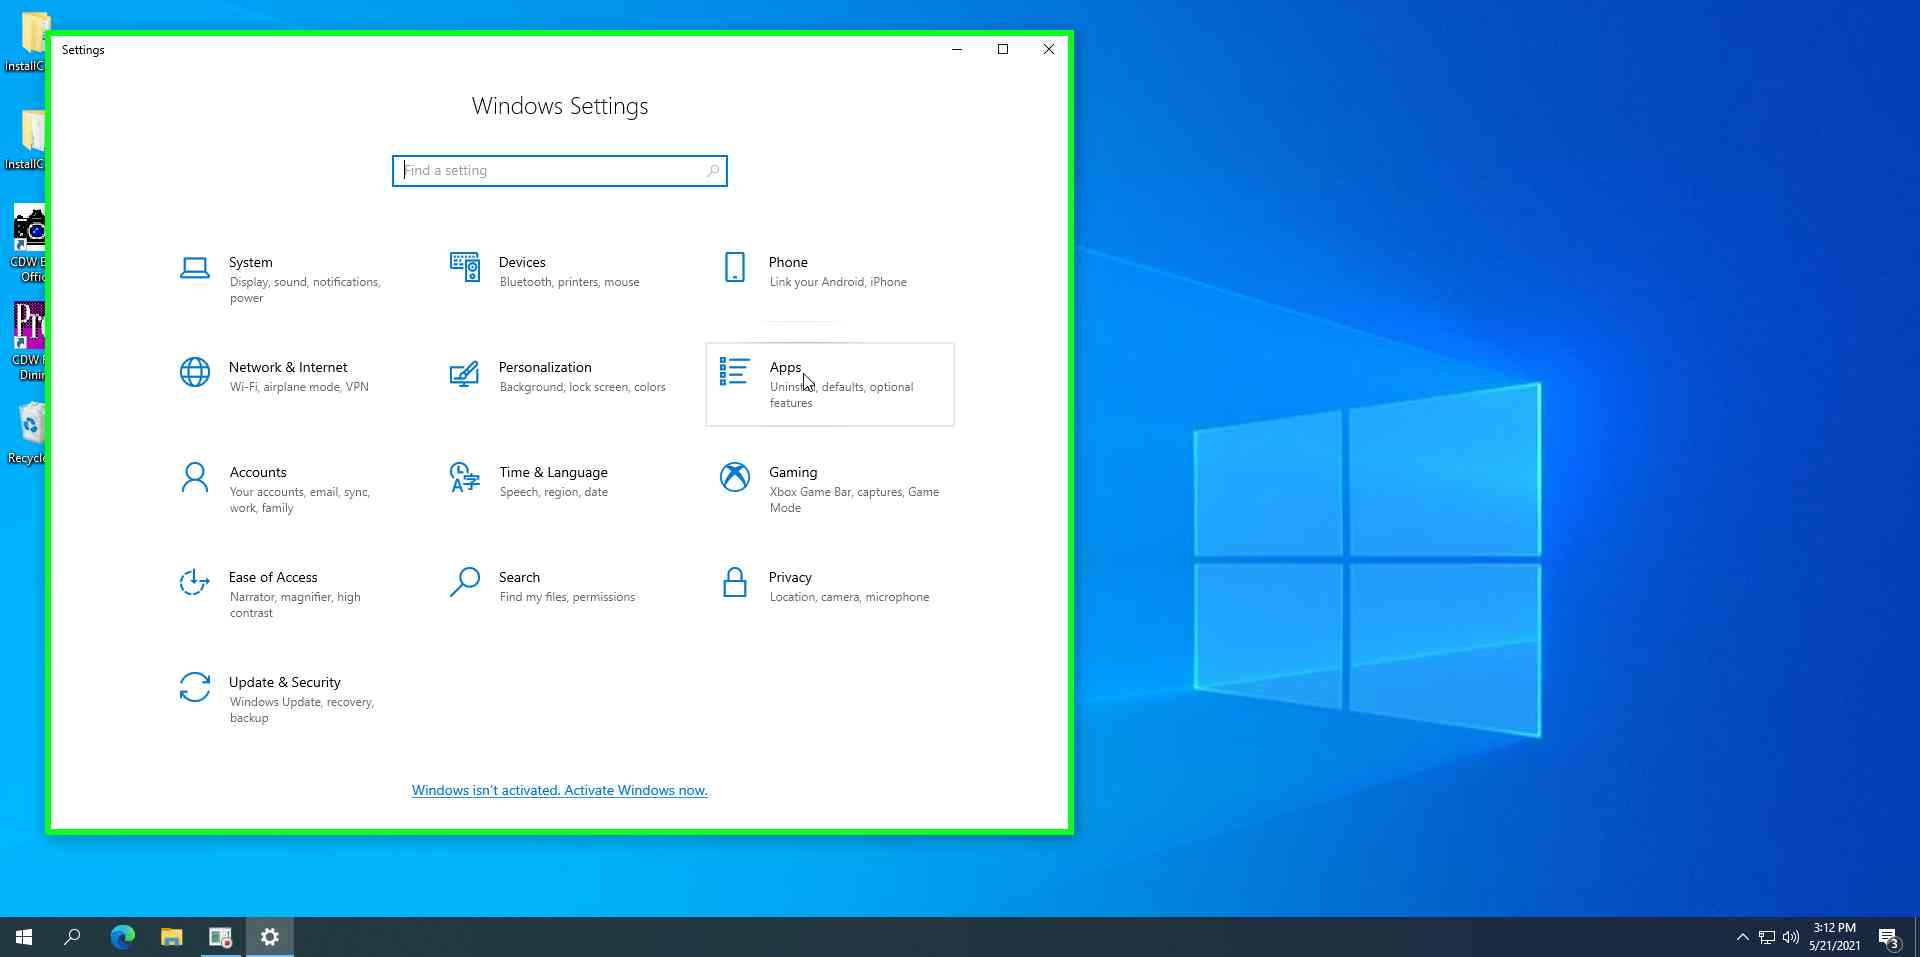 InstallC
InstallC
CDW E
Offic
Pro
CDW
Dinin
Recycle
Settings
Windows Settings
Find a setting
System
Display, sound, notifications,
power
Devices
Bluetooth, printers, mouse
Phone
Link your Android, iPhone
Network & Internet
Wi-Fi, airplane mode, VPN
Personalization
Background, lock screen, colors
Apps
defaults, optional
features
Accounts
Your accounts, email, sync,
work, family
Time & Language
Speech, region, date
Gaming
Xbox Game Bar, captures, Game
Mode
Ease of Access
Narrator, magnifier, high
contrast
Search
Find my files, permissions
Privacy
Location, camera, microphone
Update & Security
Windows Update, recovery,
backup
Windows isn't activated. Activate Windows now.
3:12 PM
5/21/2021
3